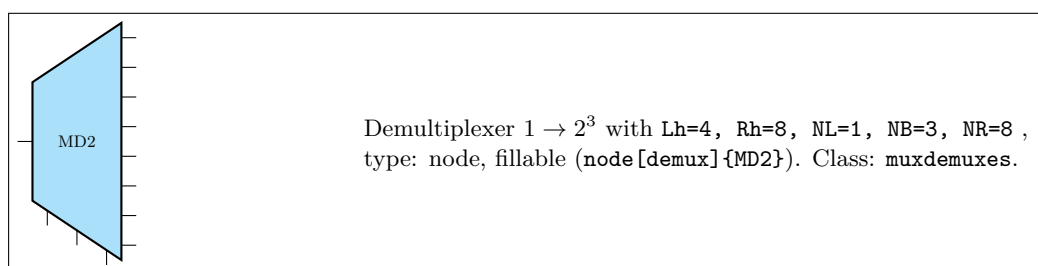 MD2
Demultiplexer 1 → 2³ with Lh=4, Rh=8, NL=1, NB=3, NR=8 ,
type: node, fillable (node[demux]{MD2}). Class: muxdemuxes.